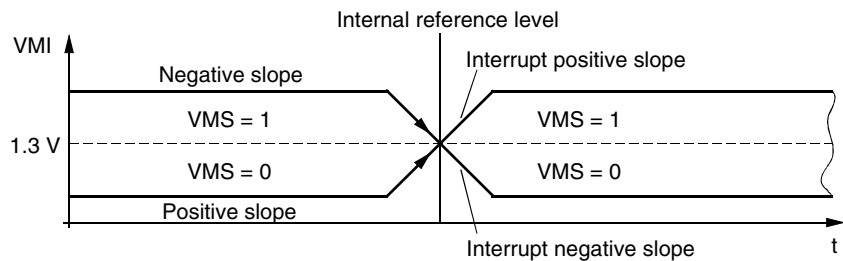 Internal reference level
VMI
Interrupt positive slope
Negative slope
VMS = 1
VMS = 1
1.3 V
VMS = 0
VMS = 0
Positive slope
Interrupt negative slope
t